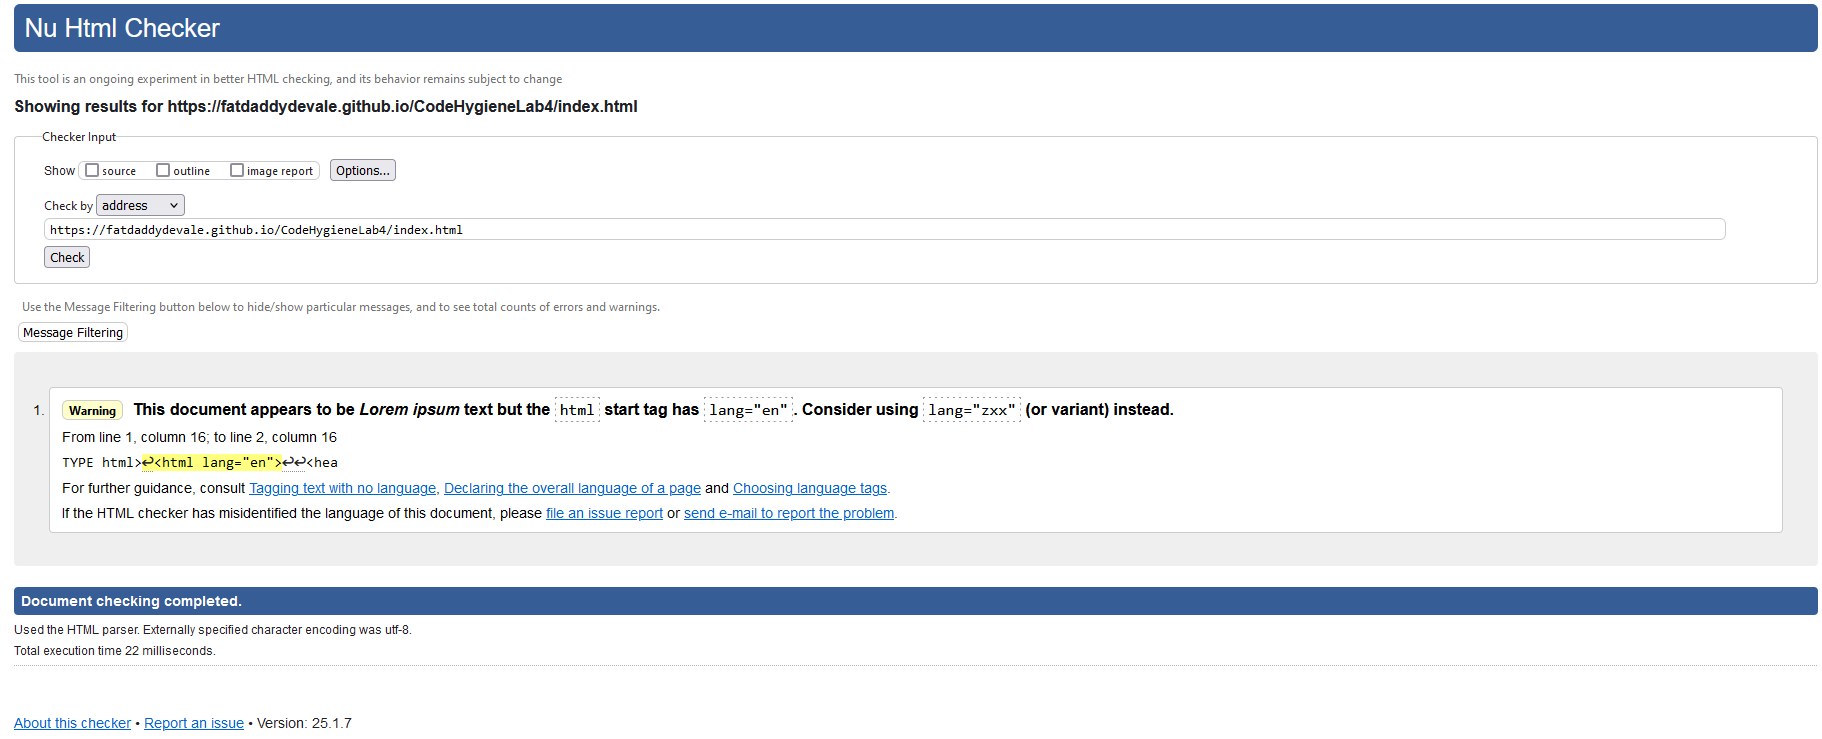 Nu Html Checker
This tool is an ongoing experiment in better HTML checking, and its behavior remains subject to change
Showing results for https://fatdaddydevale.github.io/CodeHygieneLab4/index.html
Checker Input
Show source outline image report Options...
Check by address
https://fatdaddydevale.github.io/CodeHygieneLab4/index.html
Check
Use the Message Filtering button below to hide/show particular messages, and to see total counts of errors and warnings.
Message Filtering
1. Warning This document appears to be Lorem ipsum text but the html start tag has lang="en". Consider using lang="zxx" (or variant) instead.
From line 1, column 16; to line 2, column 16
TYPE html>↩<html lang="en">↩↩<hea
For further guidance, consult Tagging text with no language, Declaring the overall language of a page and Choosing language tags.
If the HTML checker has misidentified the language of this document, please file an issue report or send e-mail to report the problem.
Document checking completed.
Used the HTML parser. Externally specified character encoding was utf-8.
Total execution time 22 milliseconds.
About this checker • Report an issue • Version: 25.1.7